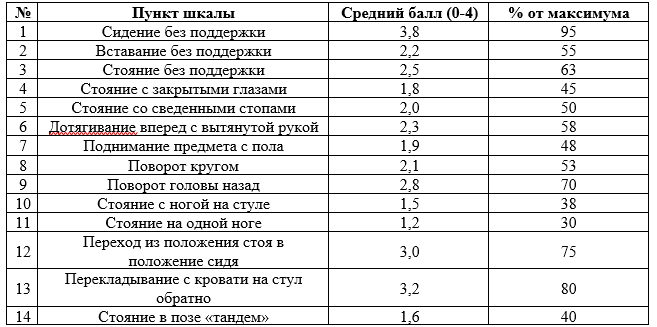 № Пункт шкалы Средний балл (0-4) % от максимума
1 Сидение без поддержки 3,8 95
2 Вставание без поддержки 2,2 55
3 Стояние без поддержки 2,5 63
4 Стояние с закрытыми глазами 1,8 45
5 Стояние со сведенными стопами 2,0 50
6 Дотягивание вперед с вытянутой рукой 2,3 58
7 Поднимание предмета с пола 1,9 48
8 Поворот кругом 2,1 53
9 Поворот головы назад 2,8 70
10 Стояние с ногой на стуле 1,5 38
11 Стояние на одной ноге 1,2 30
12 Переход из положения стоя в
положение сидя 3,0 75
13 Перекладывание с кровати на стул
обратно 3,2 80
14 Стояние в позе «тандем» 1,6 40